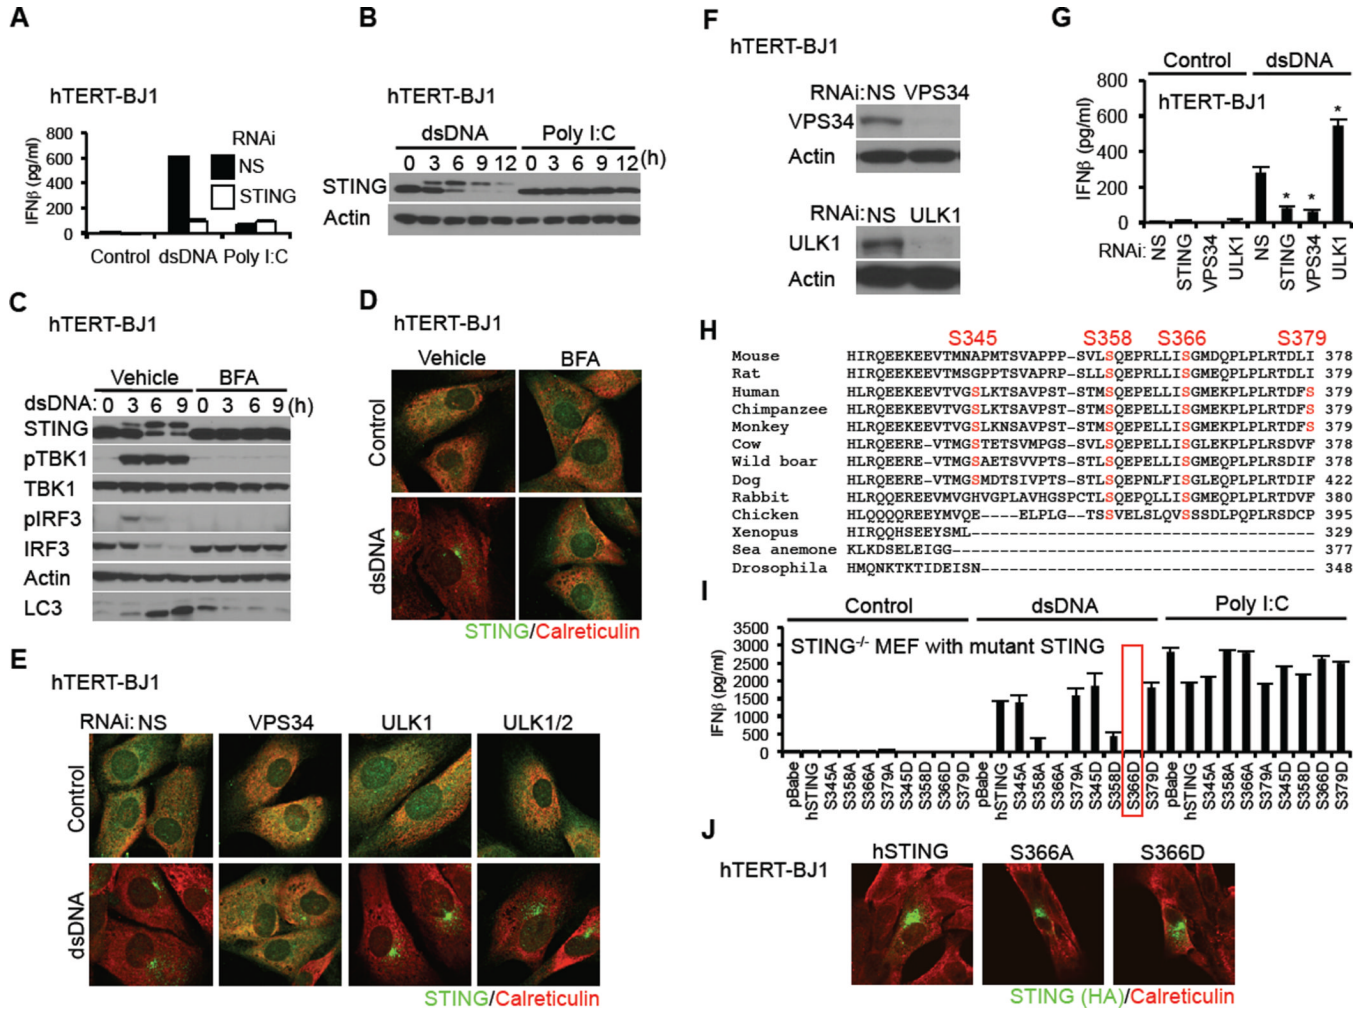 A
hTERT-BJ1
IFNβ (pg/ml)
800
600
400
200
0
RNAi
NS
STING
Control dsDNA Poly I:C
B
hTERT-BJ1
dsDNA Poly I:C
0 3 6 9 12 0 3 6 9 12 (h)
STING
Actin
C
hTERT-BJ1
Vehicle BFA
dsDNA: 0 3 6 9 0 3 6 9 (h)
STING
pTBK1
TBK1
pIRF3
IRF3
Actin
LC3
D
hTERT-BJ1
Vehicle BFA
Control
dsDNA
STING/Calreticulin
E
hTERT-BJ1
RNAi: NS VPS34 ULK1 ULK1/2
Control
dsDNA
STING/Calreticulin
F
hTERT-BJ1
RNAi: NS VPS34
VPS34
Actin
RNAi: NS ULK1
ULK1
Actin
G
Control dsDNA
hTERT-BJ1
IFNβ (pg/ml)
800
600
400
200
0
* * *
RNAi: NS STING VPS34 ULK1 NS STING VPS34 ULK1
H
S345 S358 S366 S379
Mouse HIRQEEKEEVTMNAPMTSVAPPP-SVLSQEPRLLISGMDQPLPLRTDLI 378
Rat HIRQEEKEEVTMSGPPTSVAPRP-SLLSQEPRLLISGMEQPLPLRTDLI 379
Human HLRQEEKEEVTVGSLKTSAVPST-STMSQEPELLISGMEKPLPLRTDFS 379
Chimpanzee HLRQEEKEEVTVGSLKTSAVPST-STMSQEPELLISGMEKPLPLRTDFS 379
Monkey HLRQEEKEEVTVGSLKNSAVPST-STMSQEPELLISGMEKPLPLRTDFS 379
Cow HLRQEERE-VTMGSTETSVMPGS-SVLSQEPELLISGLEKPLPLRSDVF 378
Wild boar HLRQEERE-VTMGSAETSVVPTS-STLSQEPELLISGMEQPLPLRSDIF 378
Dog HLRQEERE-VTMGSMDTSIVPTS-STLSQEPNLFISGLEQPLPLRTDIF 422
Rabbit HLRQQEREEVMVGHVGPLAVHGSPCTLSQEPQLLISGMEQPLPLRTDVF 380
Chicken HLQQQQREEYMVQE----ELPLG-TSSVELSLQVSSSDLPQPLRSDCP 395
Xenopus HIRQQHSEEYSML----------------------------------- 329
Sea anemone KLKDSELEIGG------------------------------------- 377
Drosophila HMQNKTKTIDEISN---------------------------------- 348
I
Control dsDNA Poly I:C
STING-/- MEF with mutant STING
IFNβ (pg/ml)
3500
3000
2500
2000
1500
1000
500
0
pBabe hSTING S345A S358A S366A S379A S345D S358D S366D S379D pBabe hSTING S345A S358A S366A S379A S345D S358D S366D S379D pBabe hSTING S345A S358A S366A S379A S345D S358D S366D S379D
J
hTERT-BJ1
hSTING S366A S366D
STING (HA)/Calreticulin